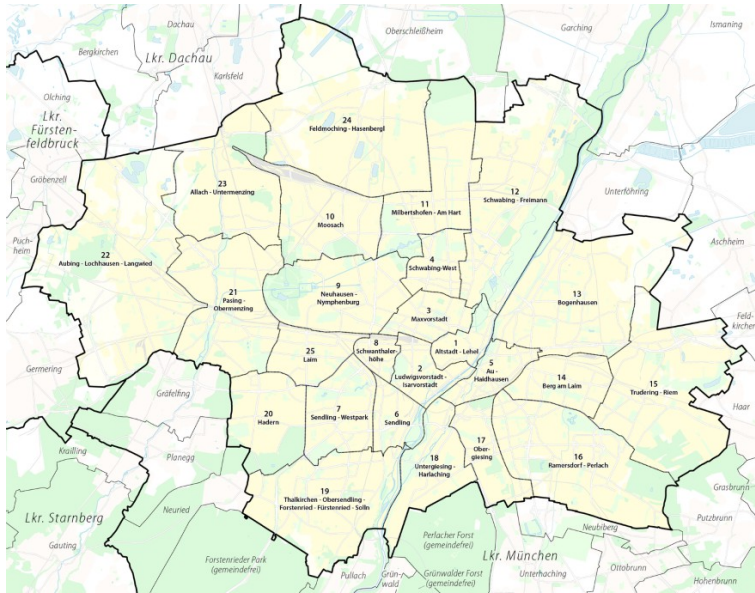 Dachau
Oberschleißheim
Garching
Ismaning
Bergkirchen
Lkr. Dachau
Karlsfeld
Olching
Lkr.
Fürsten-
feldbruck
Gröbenzell
Puch-
heim
24
Feldmoching - Hasenbergl
23
Allach - Untermenzing
10
Moosach
11
Milbertshofen - Am Hart
12
Schwabing - Freimann
Unterföhring
Aschheim
Feld-
kirchen
22
Aubing - Lochhausen - Langwied
21
Pasing -
Obermenzing
9
Neuhausen -
Nymphenburg
4
Schwabing-West
3
Maxvorstadt
13
Bogenhausen
25
Laim
8
Schwanthaler-
höhe
1
Altstadt - Lehel
2
Ludwigsvorstadt -
Isarvorstadt
5
Au -
Haidhausen
14
Berg am Laim
15
Trudering - Riem
Germering
Gräfelfing
Haar
20
Hadern
7
Sendling - Westpark
6
Sendling
17
Ober-
giesing
18
Untergiesing -
Harlaching
16
Ramersdorf - Perlach
Krailling
Planegg
19
Thalkirchen - Obersendling -
Forstenried - Fürstenried - Solln
Grasbrunn
Putzbrunn
Lkr. Starnberg
Neuried
Gauting
Forstenrieder Park
(gemeindefrei)
Pullach
Grün-
wald
Perlacher Forst
(gemeindefrei)
Grünwalder Forst
(gemeindefrei)
Lkr. München
Unterhaching
Neubiberg
Ottobrunn
Hohenbrunn